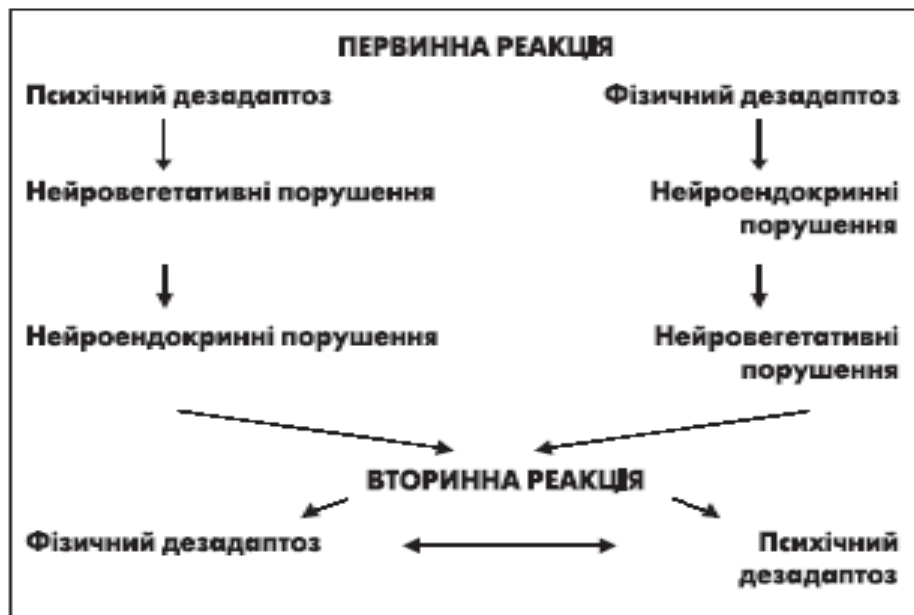 ПЕРВИННА РЕАКЦІЯ
Психічний дезадаптоз
Фізичний дезадаптоз
Нейровегетативні порушення
Нейроендокринні
порушення
Нейроендокринні порушення
Нейровегетативні
порушення
ВТОРИННА РЕАКЦІЯ
Фізичний дезадаптоз
Психічний
дезадаптоз